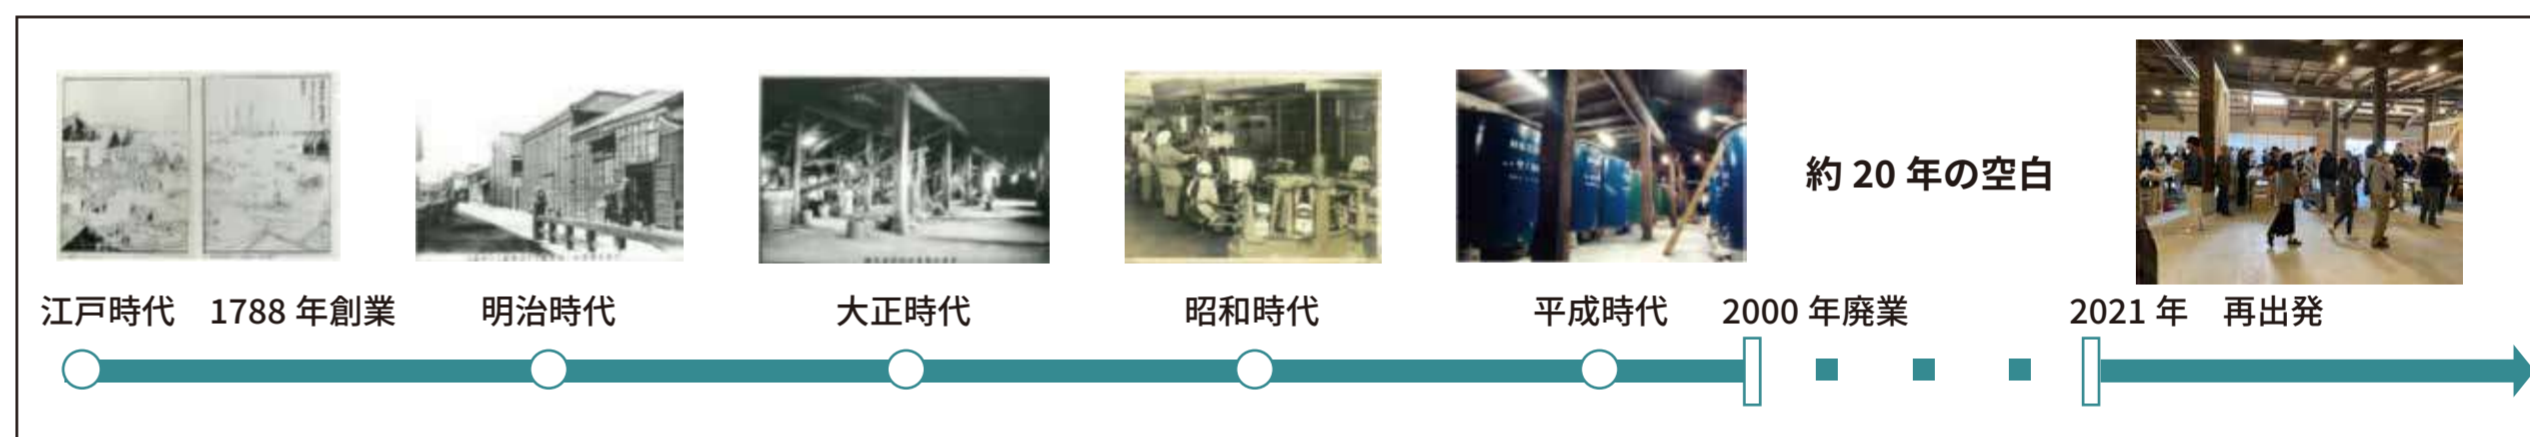 約 20 年の空白
江戸時代　1788 年創業
明治時代
大正時代
昭和時代
平成時代
2000 年廃業
2021 年　再出発